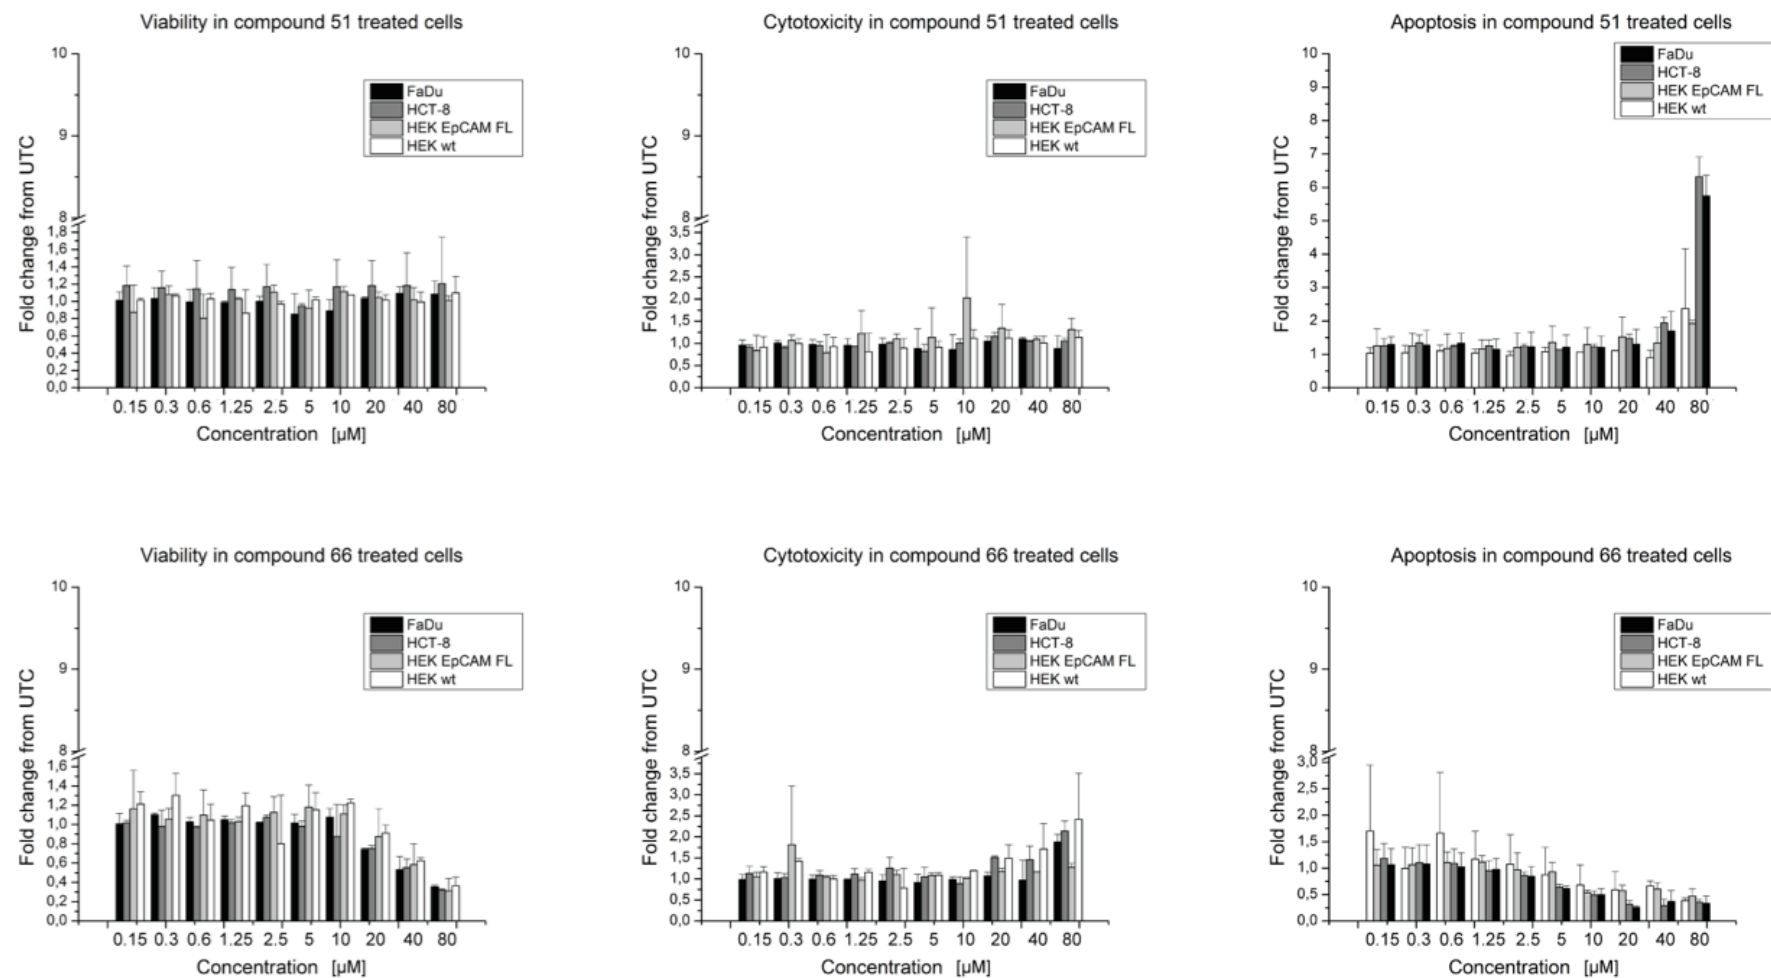 Viability in compound 51 treated cells
10
9
8
1,8
1,6
1,4
1,2
1,0
0,8
0,6
0,4
0,2
0,0
Fold change from UTC
FaDu
HCT-8
HEK EpCAM FL
HEK wt
0.15 0.3 0.6 1.25 2.5 5 10 20 40 80
Concentration [µM]
Cytotoxicity in compound 51 treated cells
10
9
8
3,5
3,0
2,5
2,0
1,5
1,0
0,5
0,0
Fold change from UTC
FaDu
HCT-8
HEK EpCAM FL
HEK wt
0.15 0.3 0.6 1.25 2.5 5 10 20 40 80
Concentration [µM]
Apoptosis in compound 51 treated cells
10
9
8
7
6
5
4
3
2
1
0
Fold change from UTC
FaDu
HCT-8
HEK EpCAM FL
HEK wt
0.15 0.3 0.6 1.25 2.5 5 10 20 40 80
Concentration [µM]
Viability in compound 66 treated cells
10
9
8
1,6
1,4
1,2
1,0
0,8
0,6
0,4
0,2
0,0
Fold change from UTC
FaDu
HCT-8
HEK EpCAM FL
HEK wt
0.15 0.3 0.6 1.25 2.5 5 10 20 40 80
Concentration [µM]
Cytotoxicity in compound 66 treated cells
10
9
8
3,5
3,0
2,5
2,0
1,5
1,0
0,5
0,0
Fold change from UTC
FaDu
HCT-8
HEK EpCAM FL
HEK wt
0.15 0.3 0.6 1.25 2.5 5 10 20 40 80
Concentration [µM]
Apoptosis in compound 66 treated cells
10
9
8
3,0
2,5
2,0
1,5
1,0
0,5
0,0
Fold change from UTC
FaDu
HCT-8
HEK EpCAM FL
HEK wt
0.15 0.3 0.6 1.25 2.5 5 10 20 40 80
Concentration [µM]